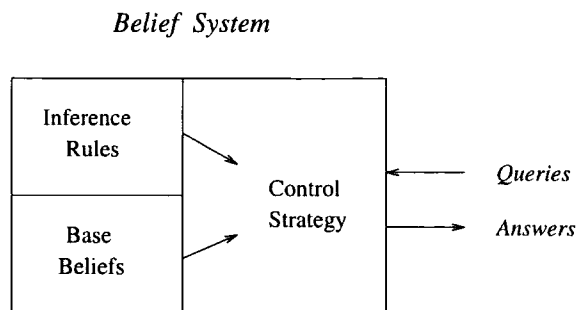 Belief System
Inference
Rules
Base
Beliefs
Control
Strategy
Queries
Answers